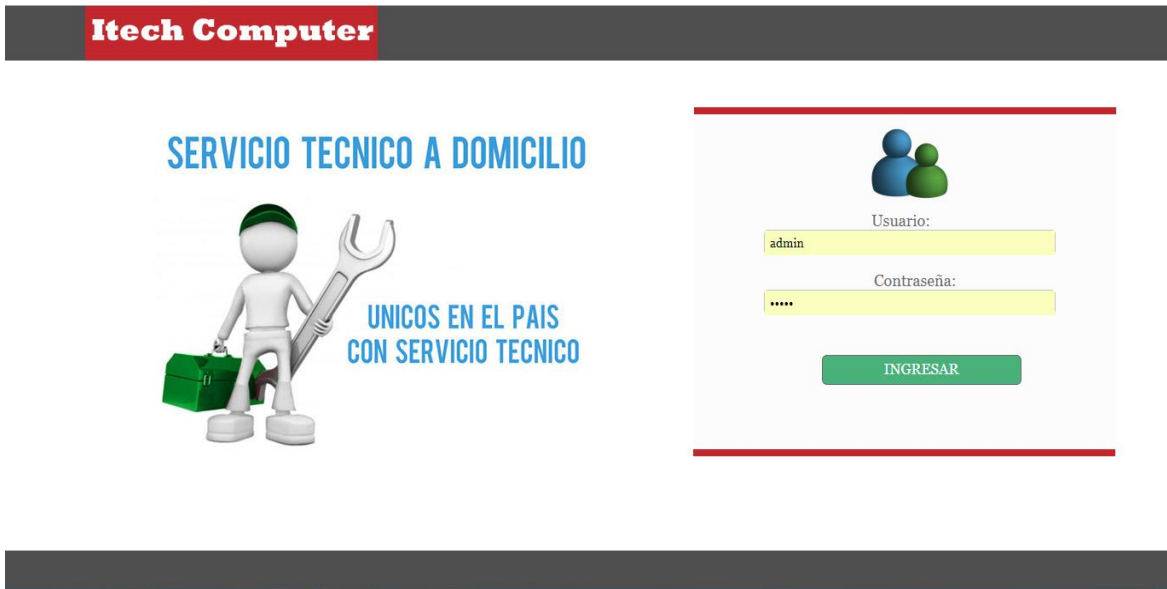 Itech Computer
SERVICIO TECNICO A DOMICILIO
UNICOS EN EL PAIS
CON SERVICIO TECNICO
Usuario:
admin
Contraseña:
•••••
INGRESAR